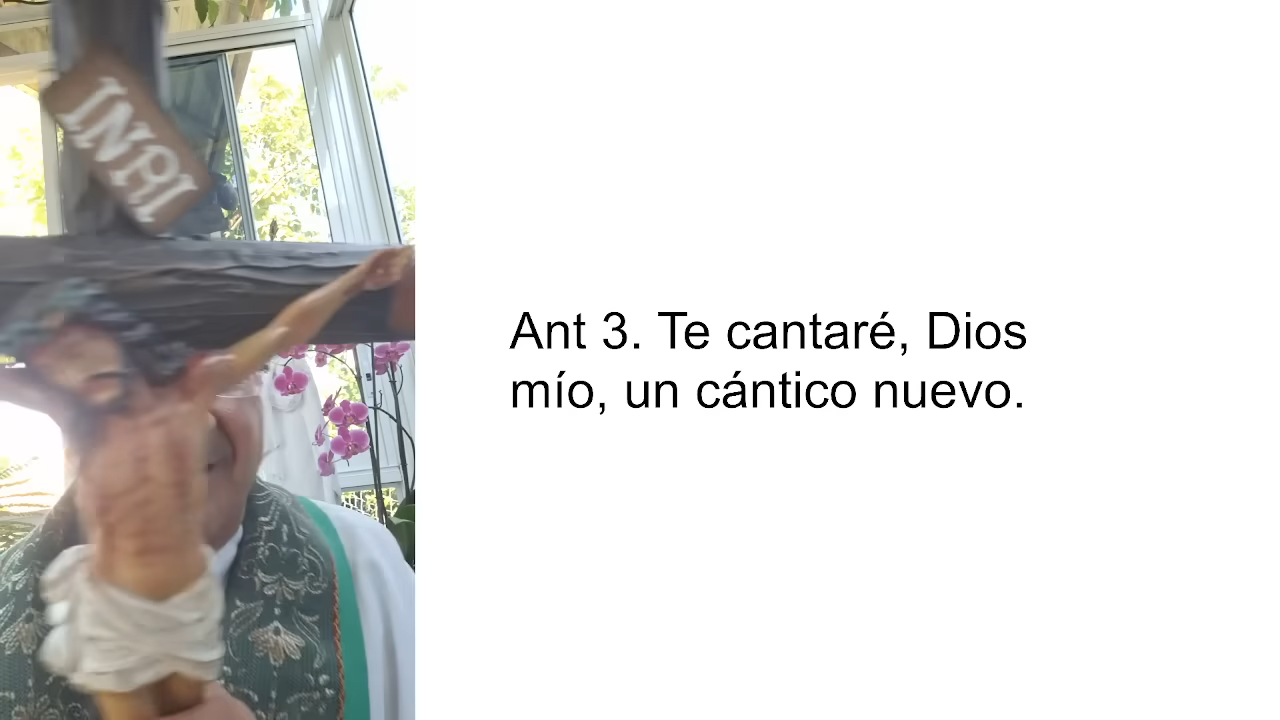 INRI
Ant 3. Te cantaré, Dios
mío, un cántico nuevo.